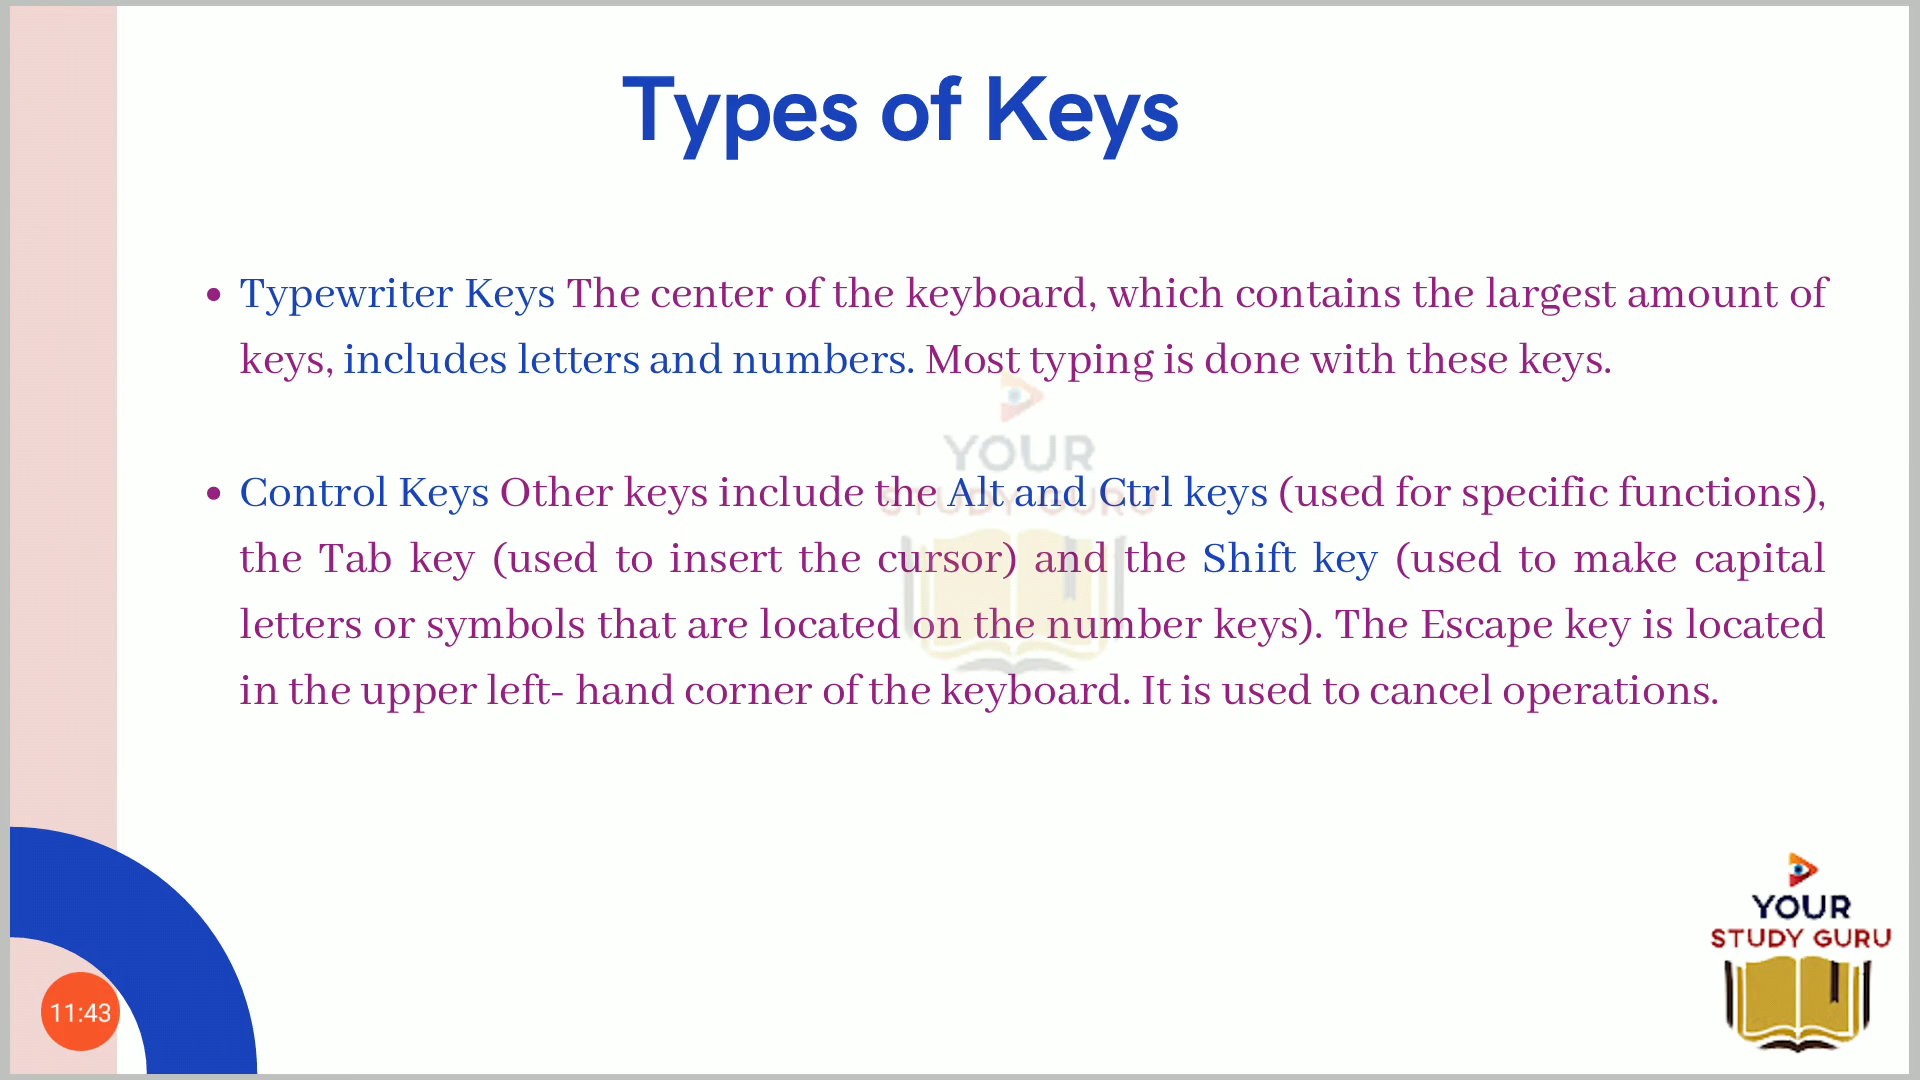 Types of Keys
• Typewriter Keys The center of the keyboard, which contains the largest amount of
keys, includes letters and numbers. Most typing is done with these keys.
• Control Keys Other keys include the Alt and Ctrl keys (used for specific functions),
the Tab key (used to insert the cursor) and the Shift key (used to make capital
letters or symbols that are located on the number keys). The Escape key is located
in the upper left- hand corner of the keyboard. It is used to cancel operations.
YOUR
STUDY GURU
YOUR
STUDY GURU
11:43